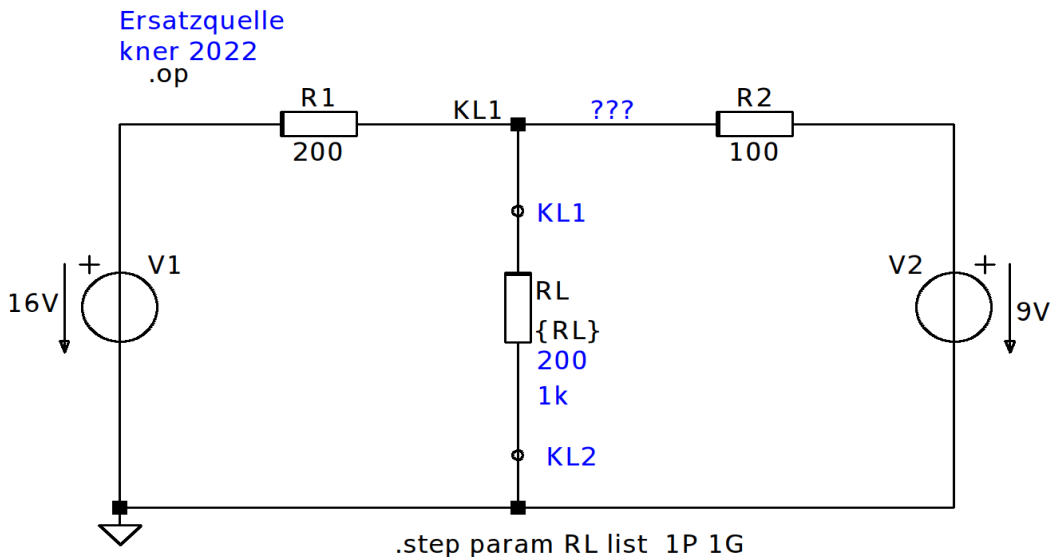 Ersatzquelle
kner 2022
.op
R1
200
KL1
???
R2
100
KL1
16V
+
V1
RL
{RL}
200
1k
V2
+
9V
KL2
.step param RL list 1P 1G